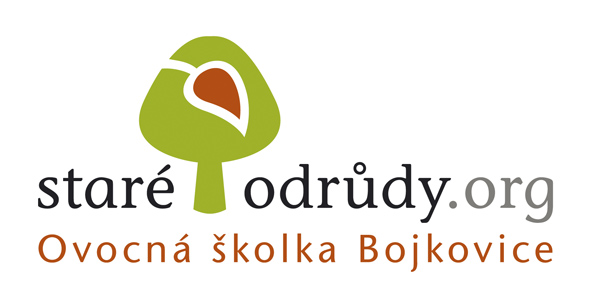 staré odrůdy.org
Ovocná školka Bojkovice